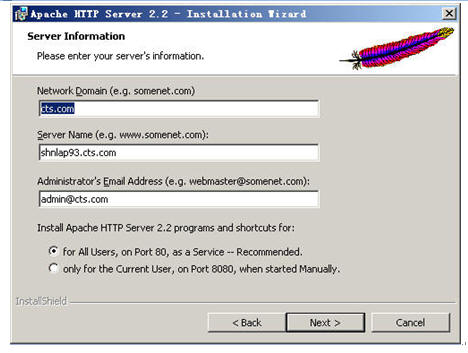 Apache HTTP Server 2.2 - Installation Wizard
Server Information
Please enter your server's information.
Network Domain (e.g. somenet.com)
cts.com
Server Name (e.g. www.somenet.com):
shnlap93.cts.com
Administrator's Email Address (e.g. webmaster@somenet.com):
admin@cts.com
Install Apache HTTP Server 2.2 programs and shortcuts for:
for All Users, on Port 80, as a Service -- Recommended.
only for the Current User, on Port 8080, when started Manually.
InstallShield
< Back
Next >
Cancel